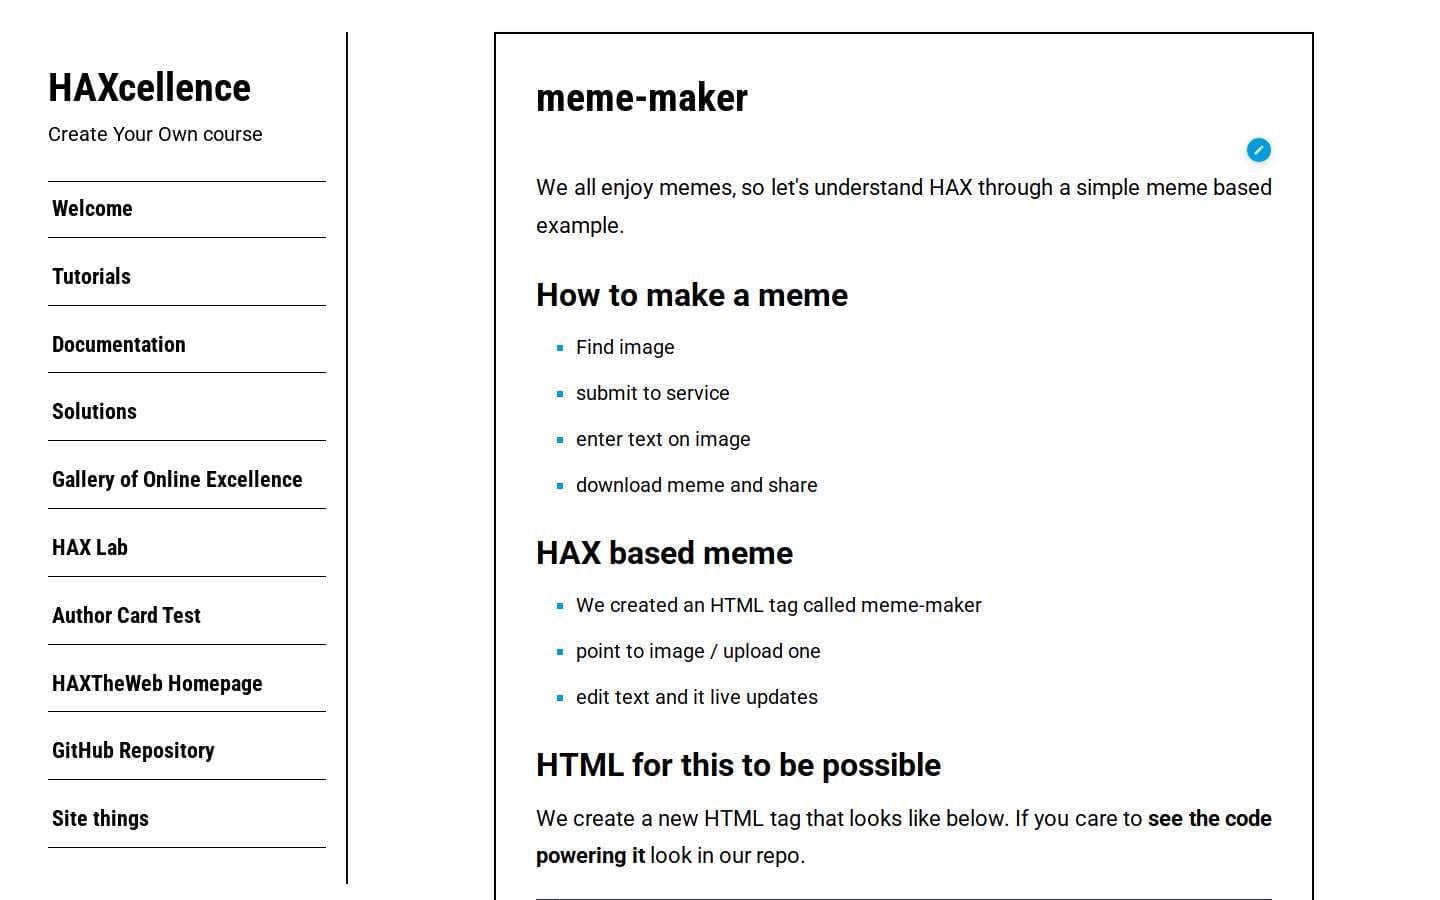 HAXcellence
Create Your Own course
Welcome
Tutorials
Documentation
Solutions
Gallery of Online Excellence
HAX Lab
Author Card Test
HAXTheWeb Homepage
GitHub Repository
Site things
meme-maker
We all enjoy memes, so let's understand HAX through a simple meme based
example.
How to make a meme
Find image
submit to service
enter text on image
download meme and share
HAX based meme
We created an HTML tag called meme-maker
point to image / upload one
edit text and it live updates
HTML for this to be possible
We create a new HTML tag that looks like below. If you care to see the code
powering it look in our repo.